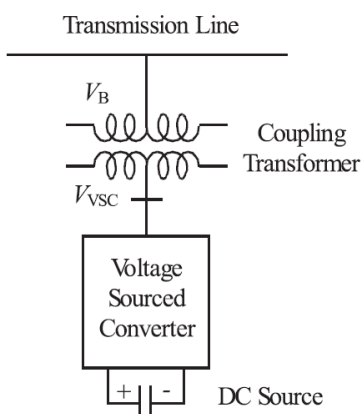 Transmission Line
V_B
Coupling
Transformer
V_VSC
Voltage
Sourced
Converter
+ -
DC Source